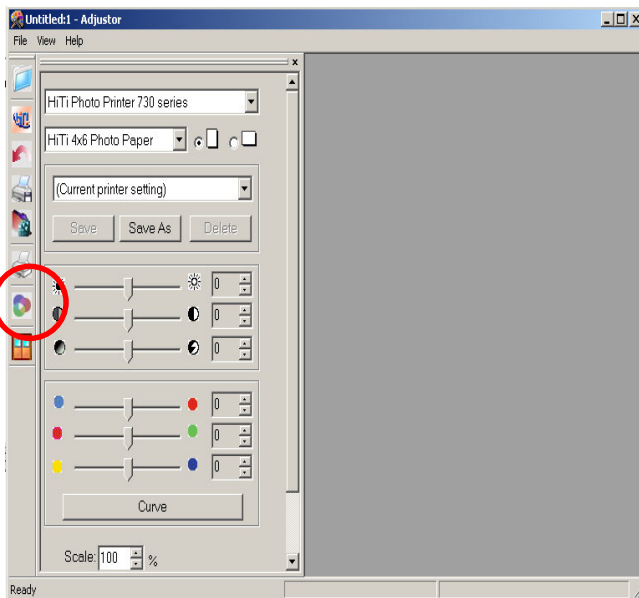 Untitled:1 - Adjustor
File View Help
HiTi Photo Printer 730 series
HiTi 4x6 Photo Paper
(Current printer setting)
Save Save As Delete
0
0
0
0
0
0
Curve
Scale: 100 %
Ready